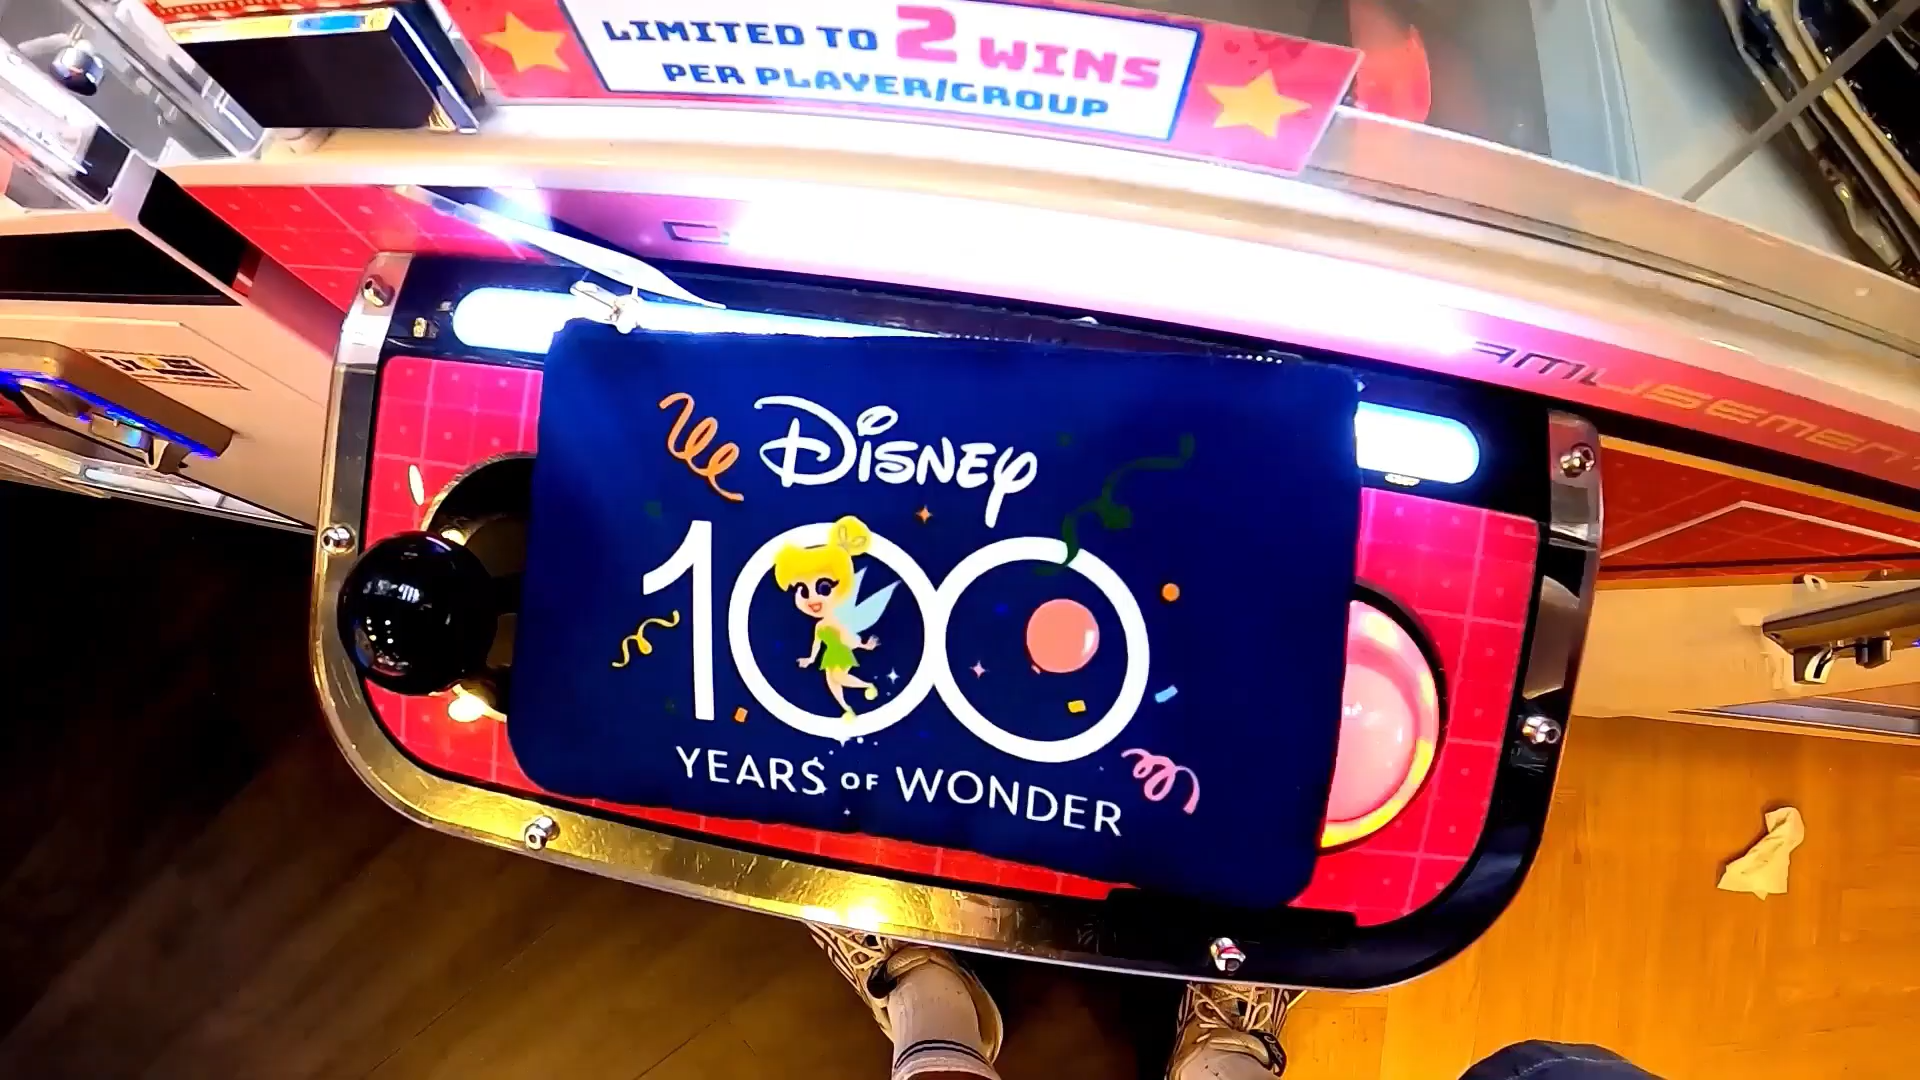 LIMITED TO 2 WINS
PER PLAYER/GROUP
AMUSEMENT
DISNEY
100
YEARS OF WONDER